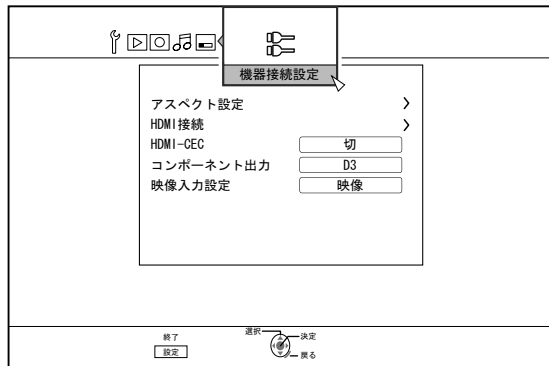 機器接続設定
アスペクト設定
HDMI接続
HDMI-CEC 切
コンポーネント出力 D3
映像入力設定 映像
終了
設定
選択
決定
戻る